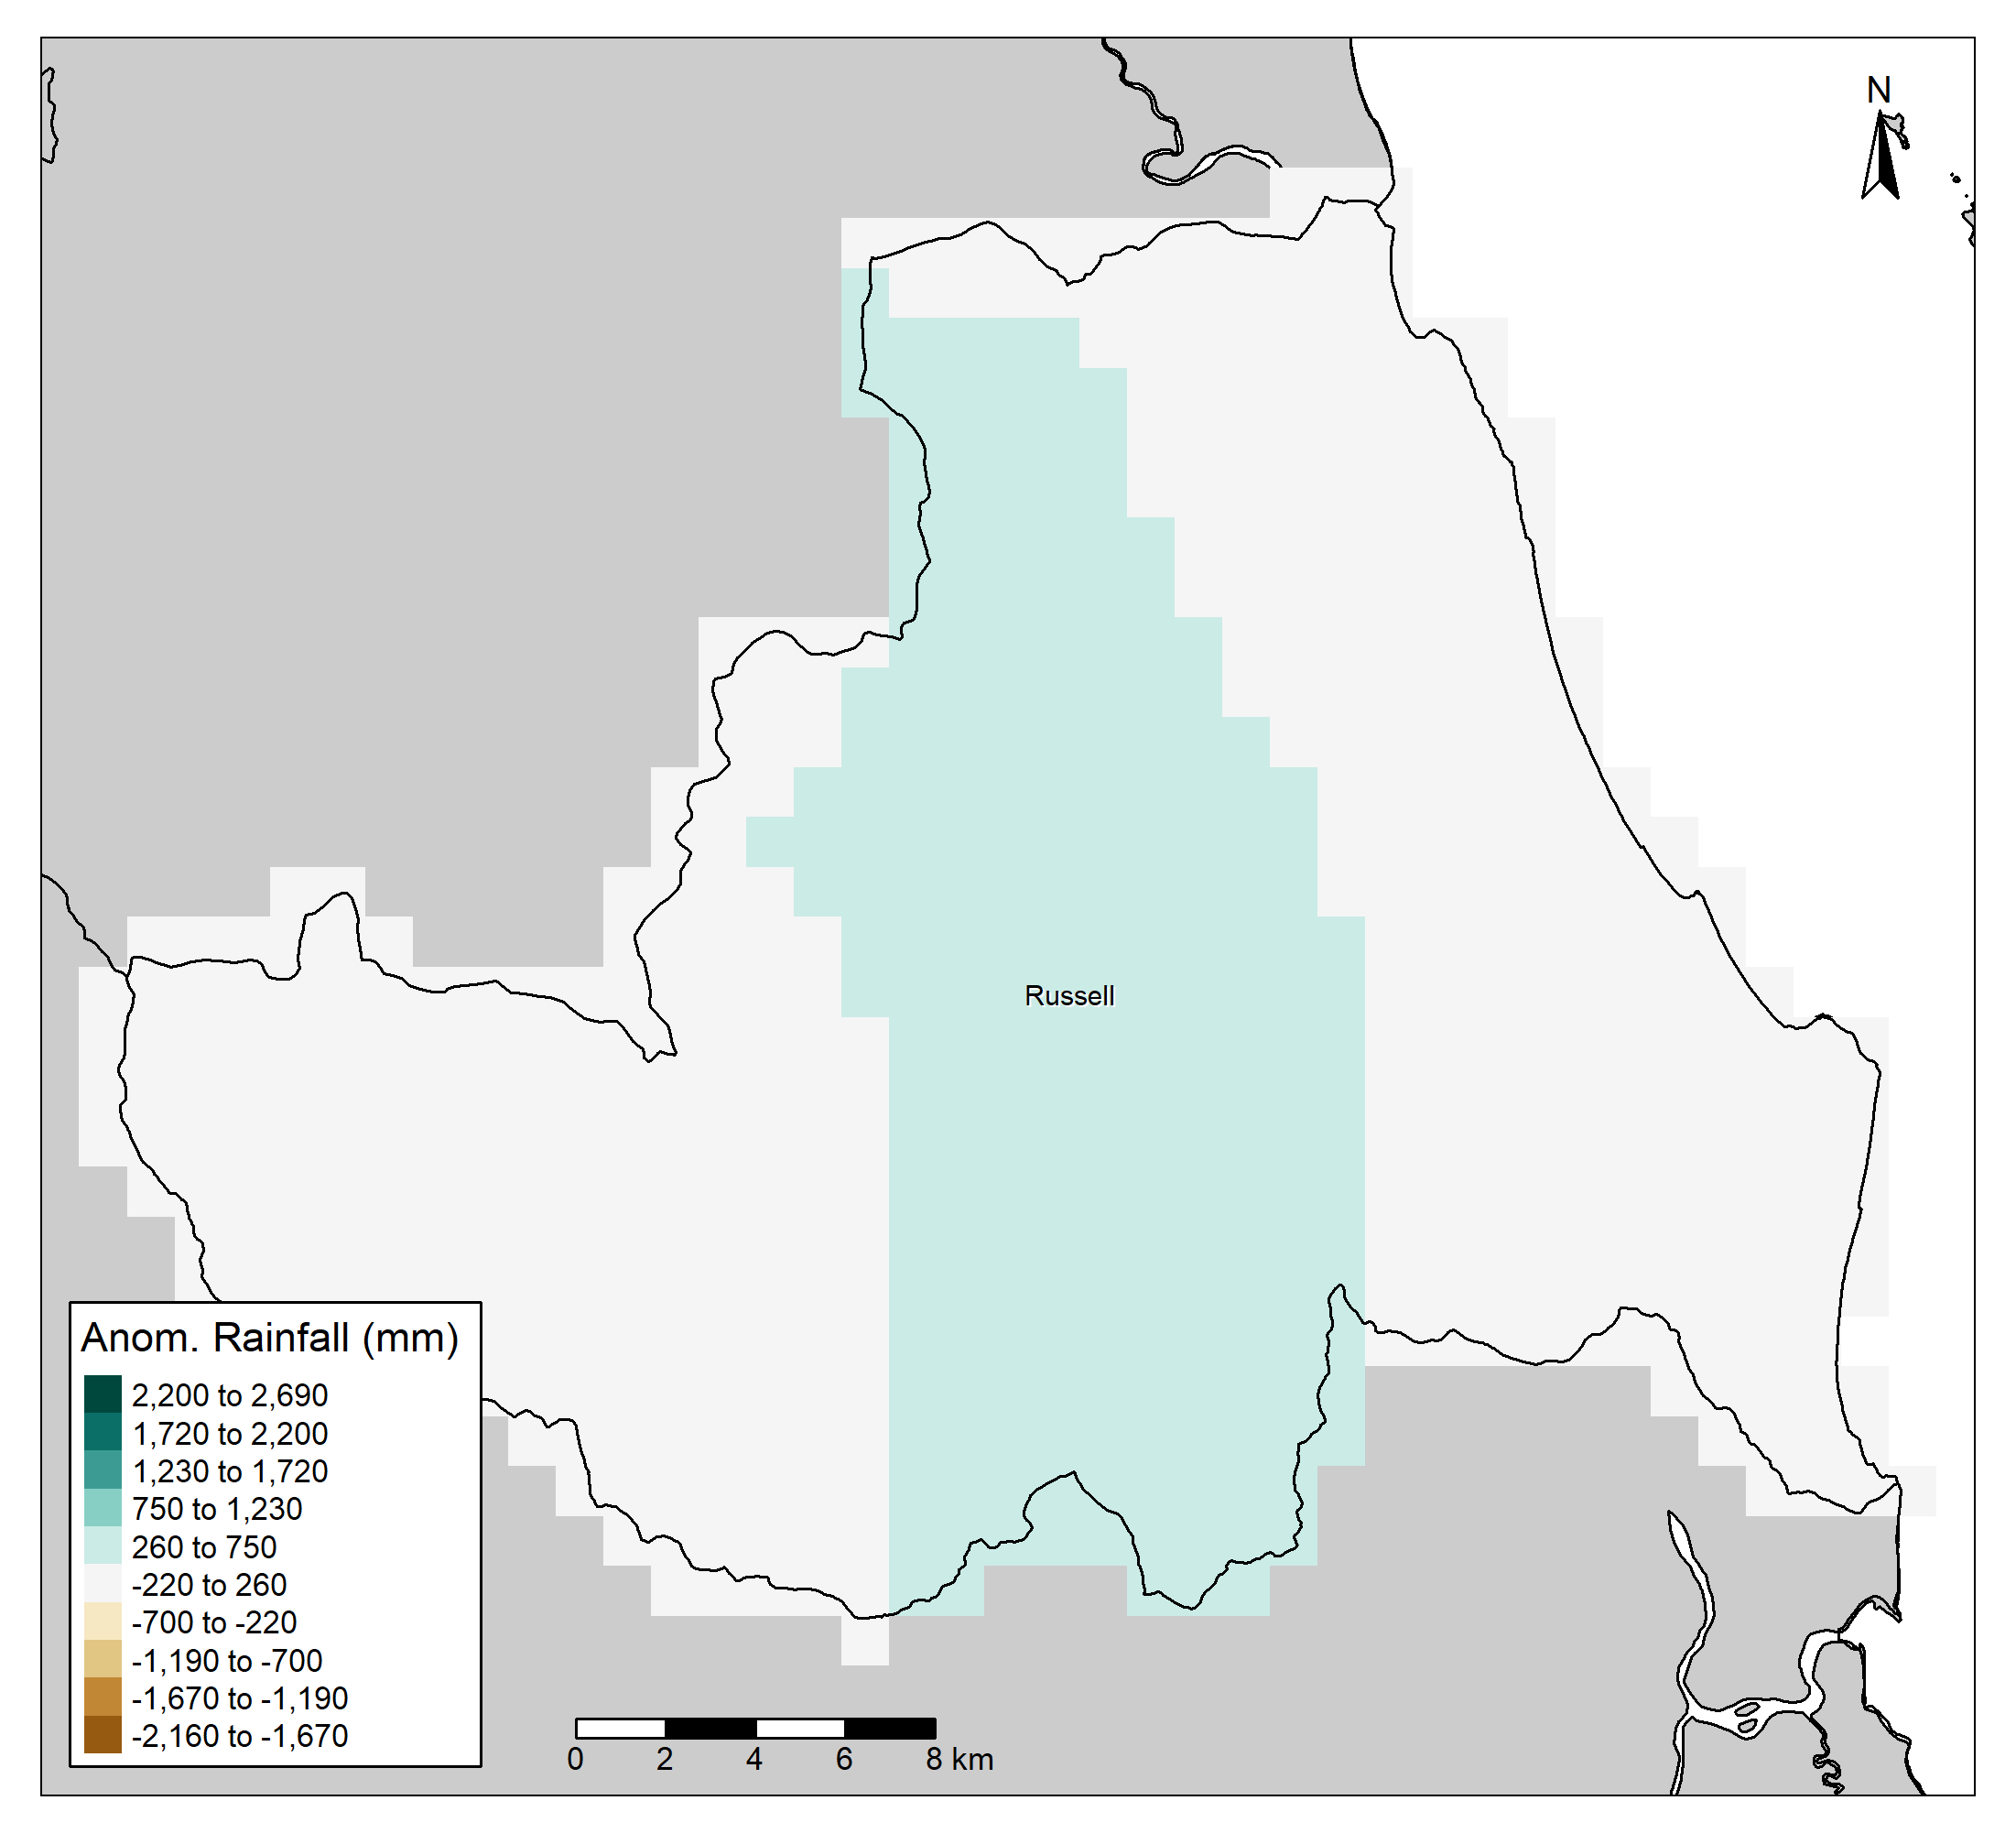 N
Russell
Anom. Rainfall (mm)
2,200 to 2,690
1,720 to 2,200
1,230 to 1,720
750 to 1,230
260 to 750
-220 to 260
-700 to -220
-1,190 to -700
-1,670 to -1,190
-2,160 to -1,670
0 2 4 6 8 km